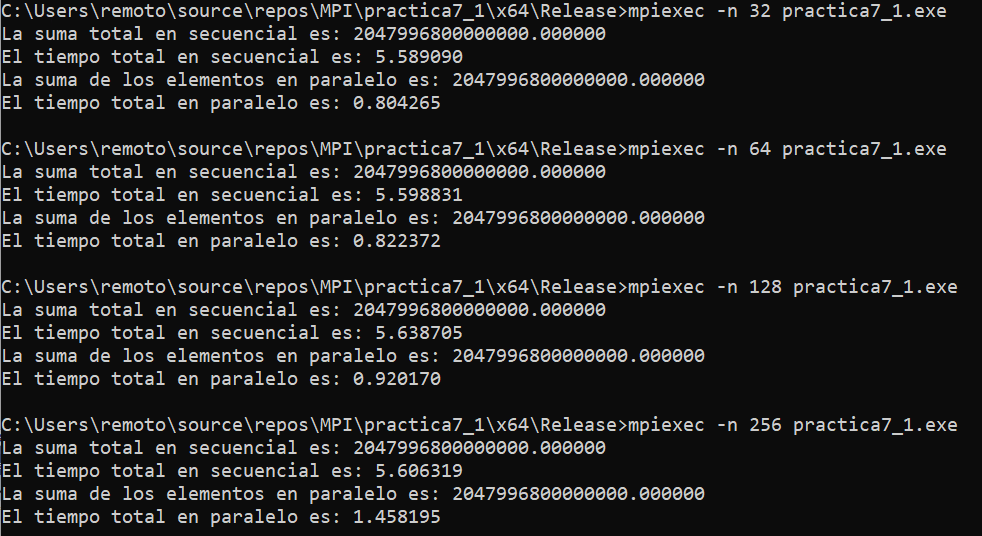 C:\Users\remoto\source\repos\MPI\practica7_1\x64\Release>mpiexec -n 32 practica7_1.exe
La suma total en secuencial es: 2047996800000000.000000
El tiempo total en secuencial es: 5.589090
La suma de los elementos en paralelo es: 2047996800000000.000000
El tiempo total en paralelo es: 0.804265
C:\Users\remoto\source\repos\MPI\practica7_1\x64\Release>mpiexec -n 64 practica7_1.exe
La suma total en secuencial es: 2047996800000000.000000
El tiempo total en secuencial es: 5.598831
La suma de los elementos en paralelo es: 2047996800000000.000000
El tiempo total en paralelo es: 0.822372
C:\Users\remoto\source\repos\MPI\practica7_1\x64\Release>mpiexec -n 128 practica7_1.exe
La suma total en secuencial es: 2047996800000000.000000
El tiempo total en secuencial es: 5.638705
La suma de los elementos en paralelo es: 2047996800000000.000000
El tiempo total en paralelo es: 0.920170
C:\Users\remoto\source\repos\MPI\practica7_1\x64\Release>mpiexec -n 256 practica7_1.exe
La suma total en secuencial es: 2047996800000000.000000
El tiempo total en secuencial es: 5.606319
La suma de los elementos en paralelo es: 2047996800000000.000000
El tiempo total en paralelo es: 1.458195